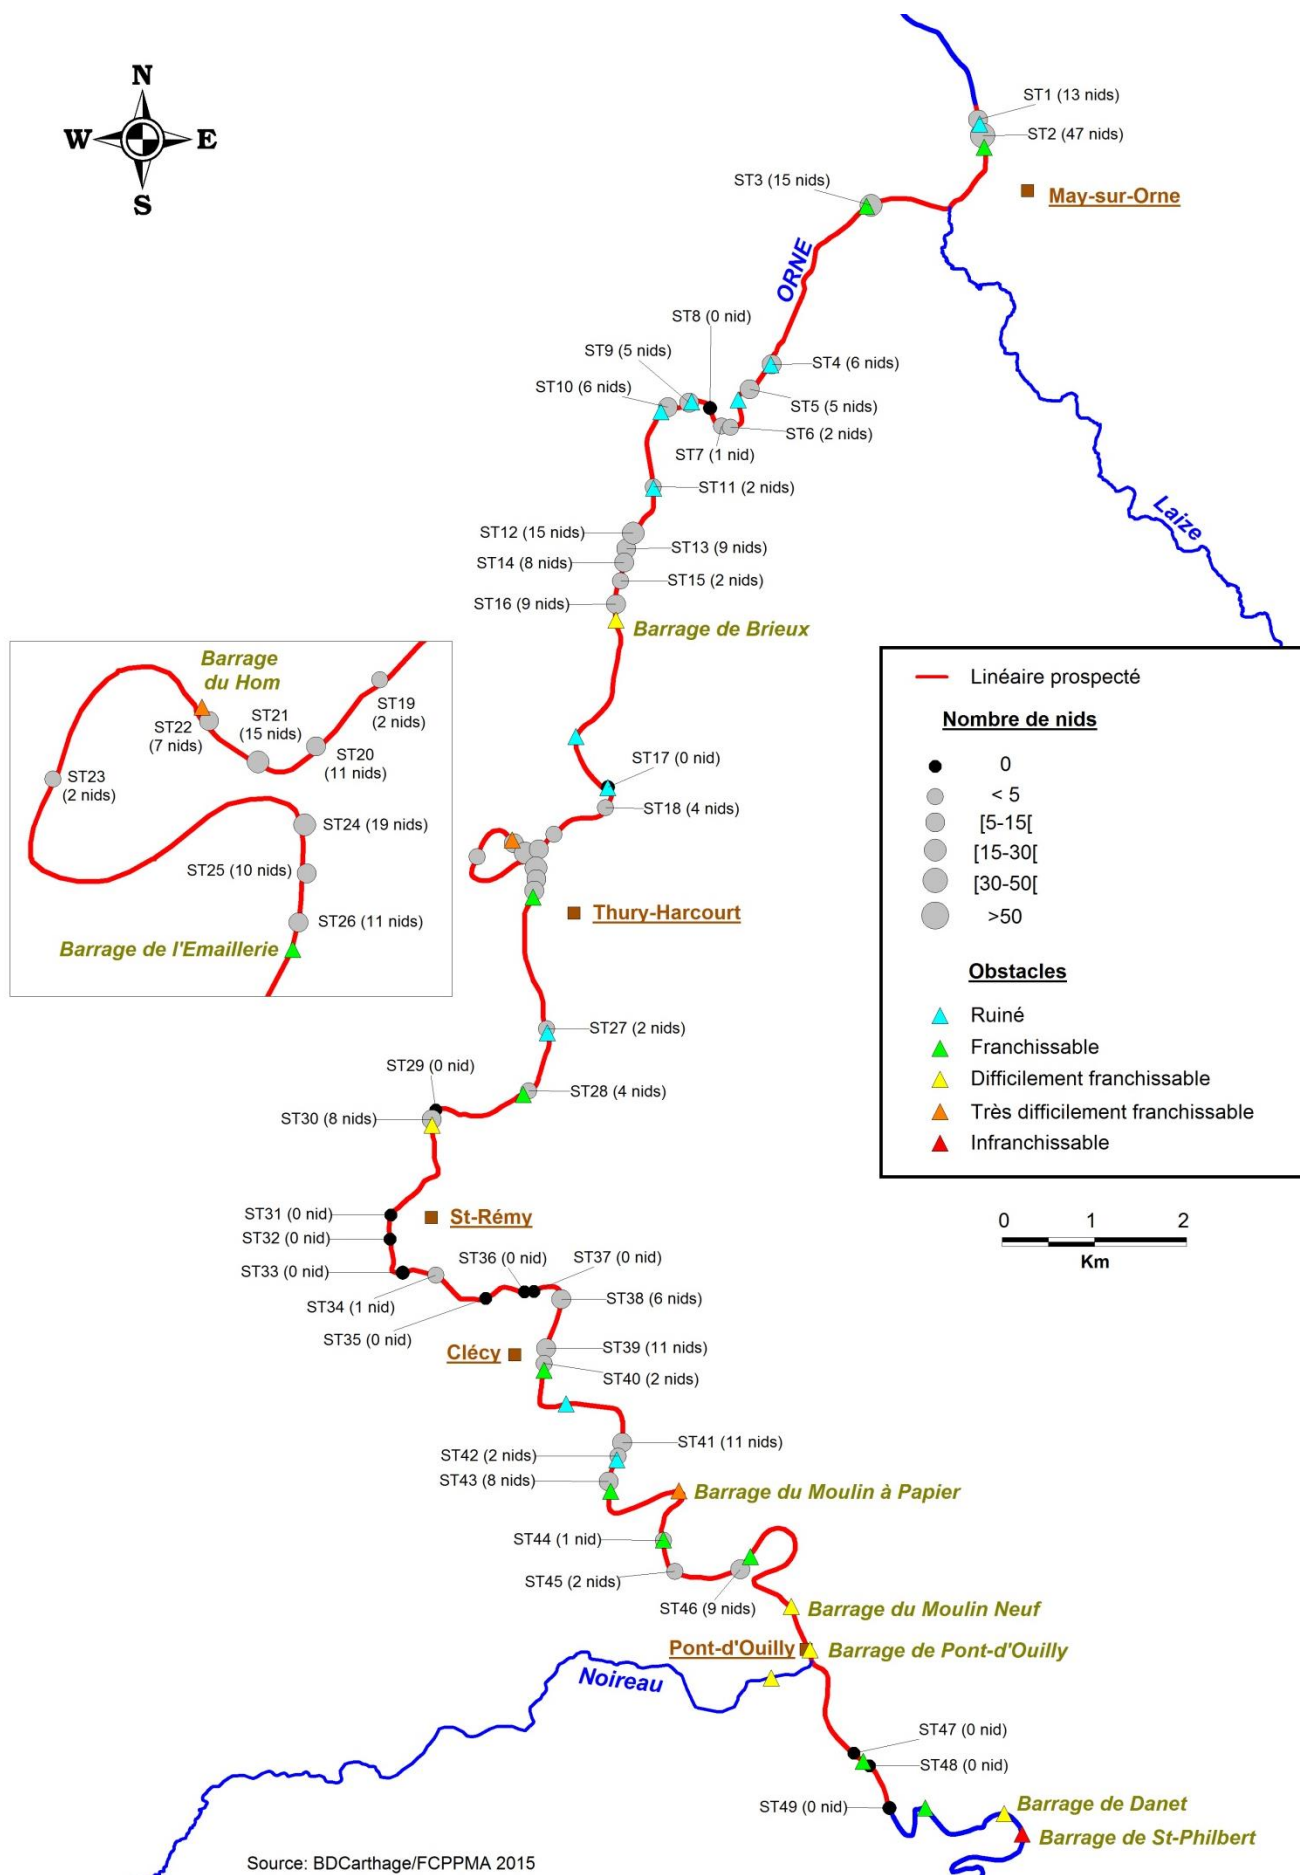 N
W E
S
ST1 (13 nids)
ST2 (47 nids)
ST3 (15 nids)
May-sur-Orne
ORNE
ST8 (0 nid)
ST9 (5 nids)
ST4 (6 nids)
ST10 (6 nids)
ST5 (5 nids)
ST6 (2 nids)
ST7 (1 nid)
ST11 (2 nids)
Laize
ST12 (15 nids)
ST13 (9 nids)
ST14 (8 nids)
ST15 (2 nids)
ST16 (9 nids)
Barrage de Brieux
Barrage
du Hom
ST19
(2 nids)
ST21
(15 nids)
ST22
(7 nids)
ST20
(11 nids)
ST23
(2 nids)
ST24 (19 nids)
ST25 (10 nids)
ST26 (11 nids)
Barrage de l'Emaillerie
Linéaire prospecté
Nombre de nids
0
< 5
[5-15[
[15-30[
[30-50[
>50
Obstacles
Ruiné
Franchissable
Difficilement franchissable
Très difficilement franchissable
Infranchissable
0 1 2
Km
ST17 (0 nid)
ST18 (4 nids)
Thury-Harcourt
ST27 (2 nids)
ST29 (0 nid)
ST28 (4 nids)
ST30 (8 nids)
ST31 (0 nid)
St-Rémy
ST32 (0 nid)
ST36 (0 nid)
ST37 (0 nid)
ST33 (0 nid)
ST34 (1 nid)
ST38 (6 nids)
ST35 (0 nid)
Clécy
ST39 (11 nids)
ST40 (2 nids)
ST41 (11 nids)
ST42 (2 nids)
ST43 (8 nids)
Barrage du Moulin à Papier
ST44 (1 nid)
ST45 (2 nids)
ST46 (9 nids)
Barrage du Moulin Neuf
Pont-d'Ouilly
Barrage de Pont-d'Ouilly
Noireau
ST47 (0 nid)
ST48 (0 nid)
ST49 (0 nid)
Barrage de Danet
Barrage de St-Philbert
Source: BDCarthage/FCPPMA 2015